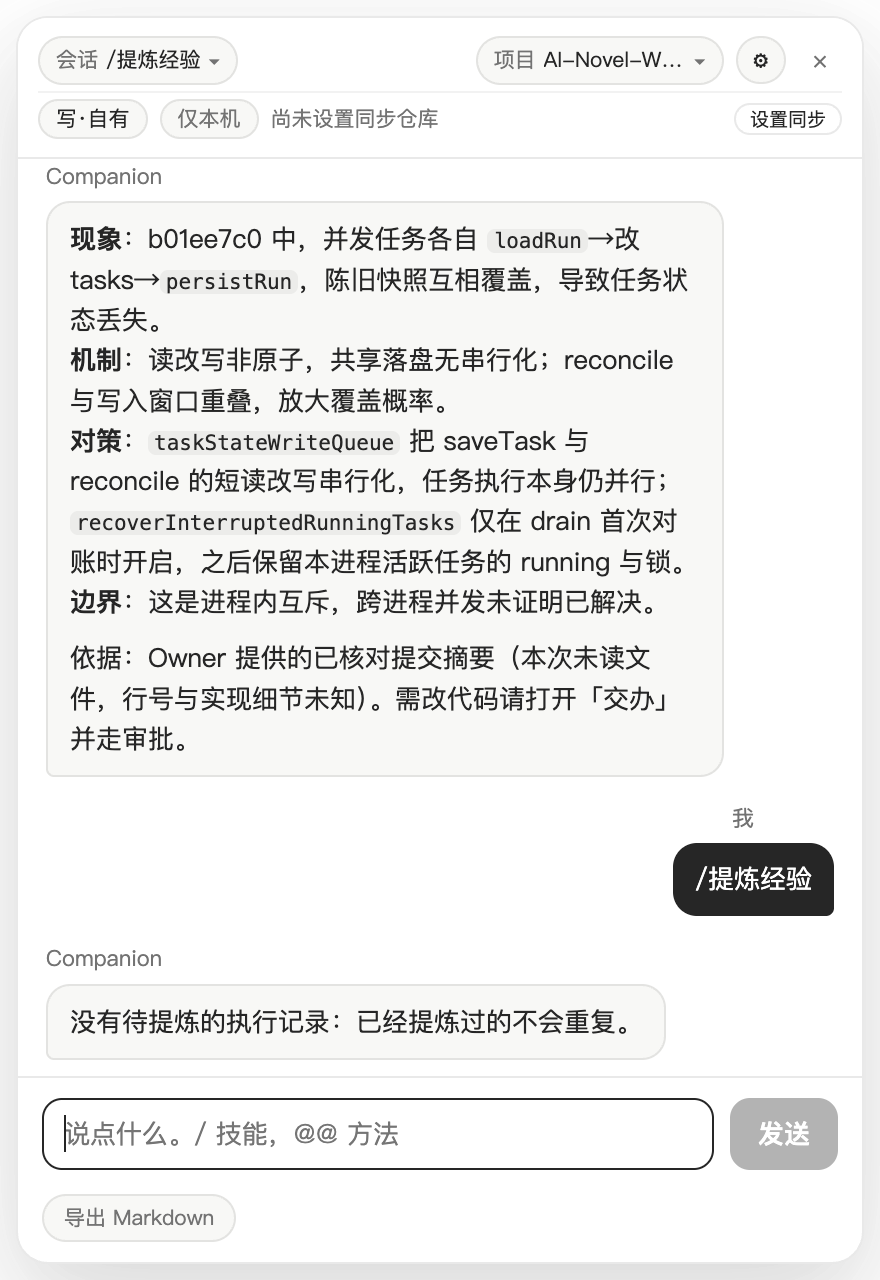 会话 /提炼经验
项目 AI-Novel-W...
写·自有 仅本机 尚未设置同步仓库 设置同步
Companion
现象：b01ee7c0 中，并发任务各自 loadRun→改
tasks→persistRun，陈旧快照互相覆盖，导致任务状
态丢失。
机制：读改写非原子，共享落盘无串行化；reconcile
与写入窗口重叠，放大覆盖概率。
对策：taskStateWriteQueue 把 saveTask 与
reconcile 的短读改写串行化，任务执行本身仍并行；
recoverInterruptedRunningTasks 仅在 drain 首次对
账时开启，之后保留本进程活跃任务的 running 与锁。
边界：这是进程内互斥，跨进程并发未证明已解决。
依据：Owner 提供的已核对提交摘要（本次未读文
件，行号与实现细节未知）。需改代码请打开「交办」
并走审批。
我
/提炼经验
Companion
没有待提炼的执行记录：已经提炼过的不会重复。
说点什么。/ 技能，@@ 方法
发送
导出 Markdown